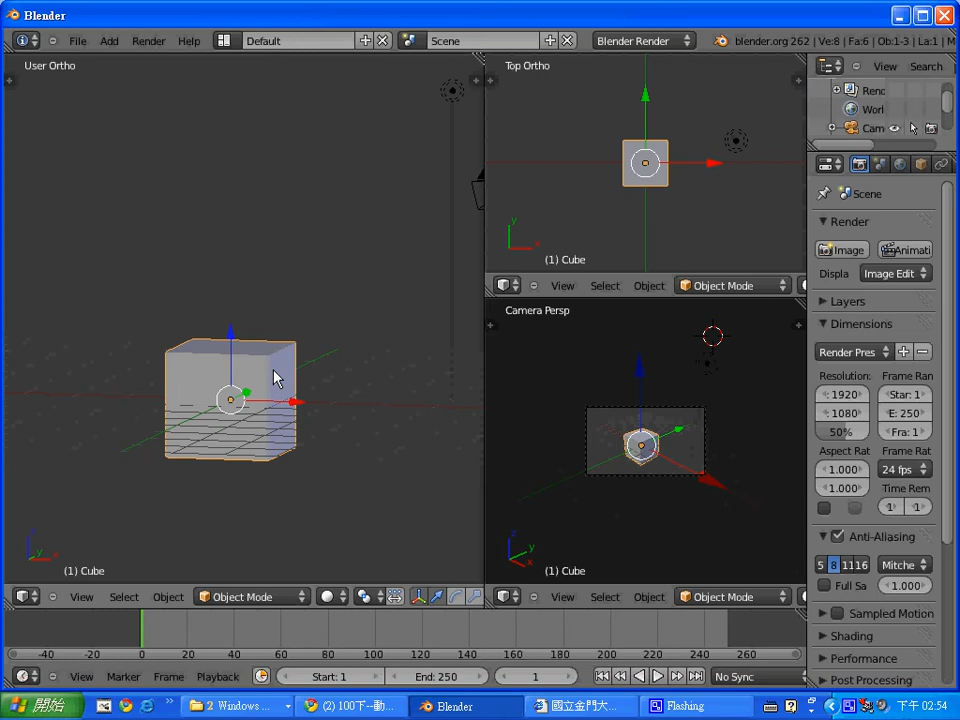 Blender
File Add Render Help Default Scene Blender Render blender.org 262 | Ve:8 | Fa:6 | Ob:1-3 | La:1 | M
User Ortho
Top Ortho
View Search
Renc
Worl
Cam
Scene
Render
Image Animati
Displa Image Edit
y
x
(1) Cube
View Select Object Object Mode
Layers
Camera Persp
Dimensions
Render Pres
Resolution: Frame Ran
: 1920 Start: 1
: 1080 E: 250
50% Fra: 1
Aspect Rat Frame Rat
1.000 24 fps
1.000 Time Rem
1 1
Anti-Aliasing
5 8 11 16 Mitche
Full Sa 1.000
z
y
x
(1) Cube
z
y
x
(1) Cube
View Select Object Object Mode
View Select Object Object Mode
Sampled Motion
Shading
Performance
Post Processing
-40 -20 0 20 40 60 80 100 120 140 160 180 200 220 240 260
View Marker Frame Playback Start: 1 End: 250 1 No Sync
開始 2 Windows ... (2) 100下--動... Blender 國立金門大... Flashing 下午 02:54